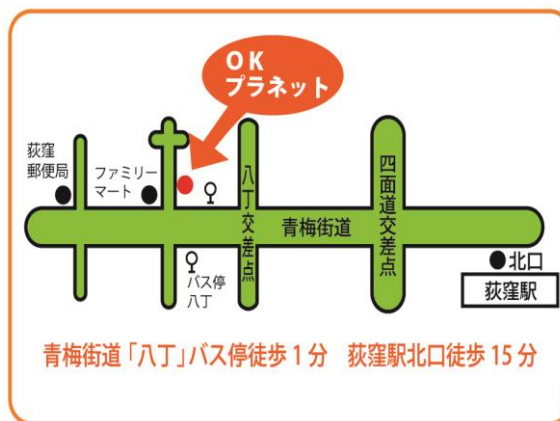 OK
プラネット
荻窪
郵便局
ファミリー
マート
八丁交差点
四面道交差点
青梅街道
バス停
八丁
北口
荻窪駅
青梅街道「八丁」バス停徒歩1分 荻窪駅北口徒歩15分